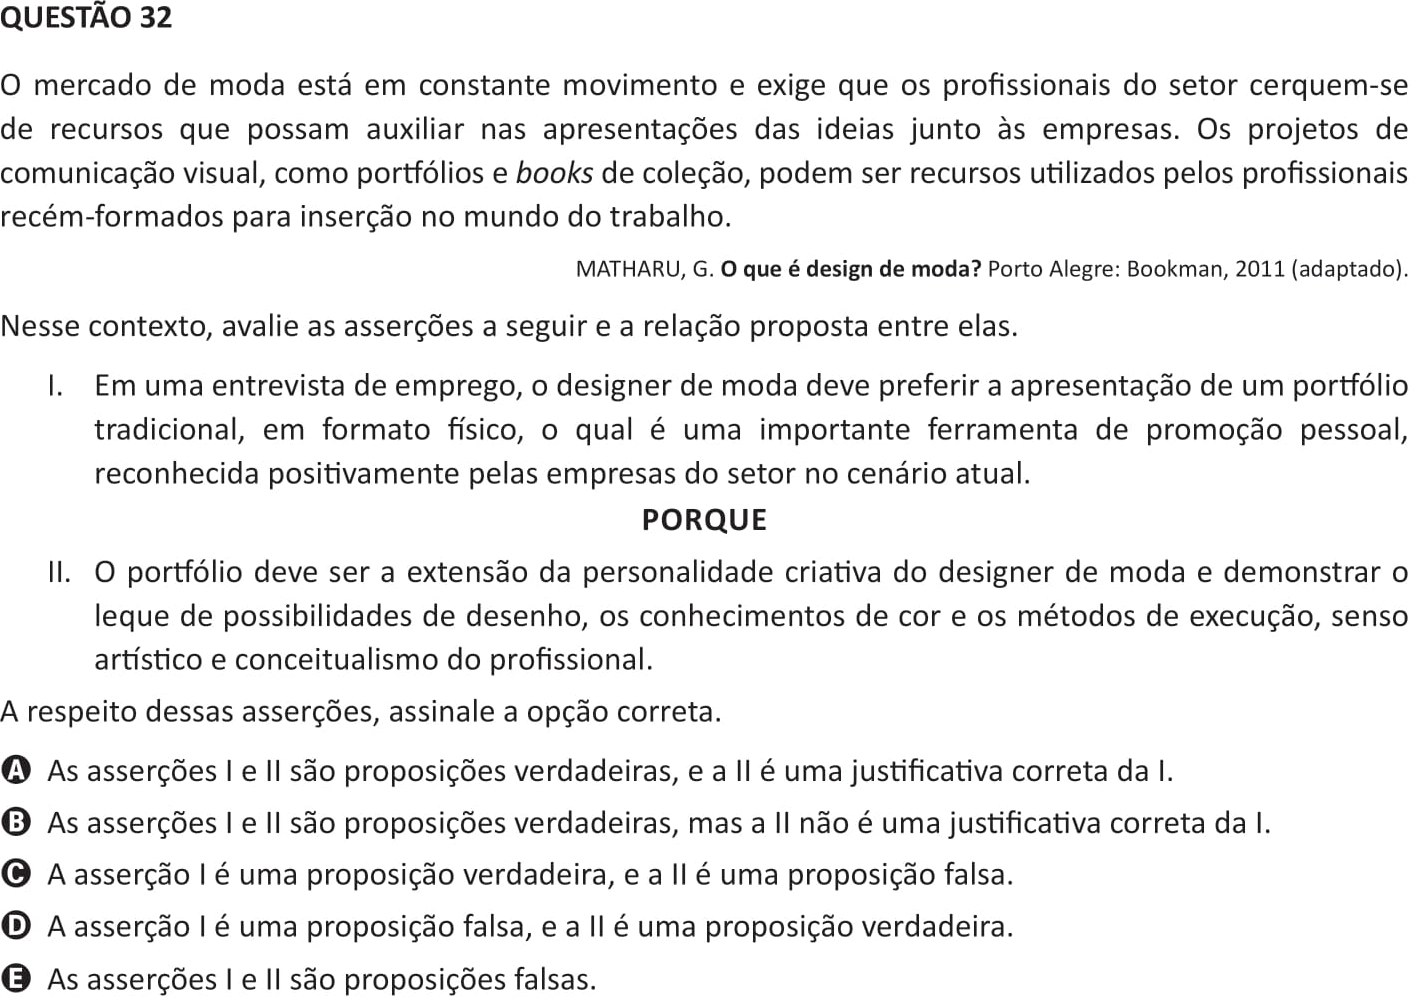 QUESTÃO 32
O mercado de moda está em constante movimento e exige que os profissionais do setor cerquem-se
de recursos que possam auxiliar nas apresentações das ideias junto às empresas. Os projetos de
comunicação visual, como portfólios e books de coleção, podem ser recursos utilizados pelos profissionais
recém-formados para inserção no mundo do trabalho.
MATHARU, G. O que é design de moda? Porto Alegre: Bookman, 2011 (adaptado).
Nesse contexto, avalie as asserções a seguir e a relação proposta entre elas.
I. Em uma entrevista de emprego, o designer de moda deve preferir a apresentação de um portfólio
tradicional, em formato físico, o qual é uma importante ferramenta de promoção pessoal,
reconhecida positivamente pelas empresas do setor no cenário atual.
PORQUE
II. O portfólio deve ser a extensão da personalidade criativa do designer de moda e demonstrar o
leque de possibilidades de desenho, os conhecimentos de cor e os métodos de execução, senso
artístico e conceitualismo do profissional.
A respeito dessas asserções, assinale a opção correta.
A As asserções I e II são proposições verdadeiras, e a II é uma justificativa correta da I.
B As asserções I e II são proposições verdadeiras, mas a II não é uma justificativa correta da I.
C A asserção I é uma proposição verdadeira, e a II é uma proposição falsa.
D A asserção I é uma proposição falsa, e a II é uma proposição verdadeira.
E As asserções I e II são proposições falsas.